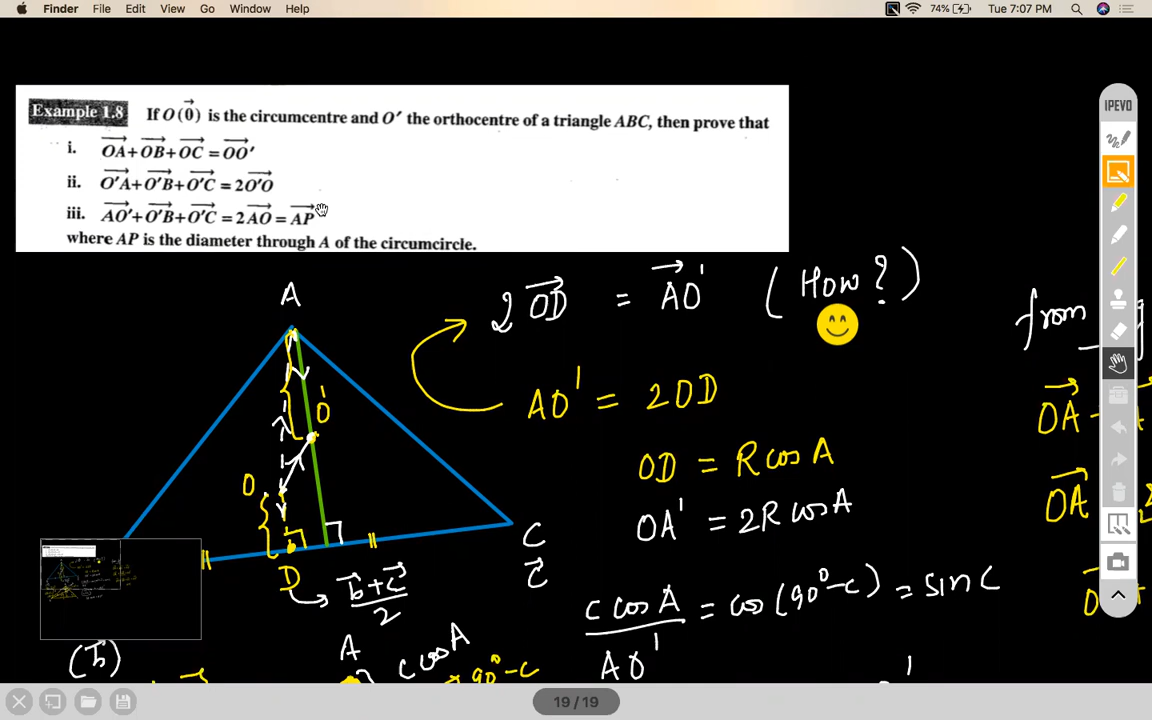 Finder File Edit View Go Window Help 74% Tue 7:07 PM
IPEVO
Example 1.8 If O(0⃗) is the circumcentre and O′ the orthocentre of a triangle ABC, then prove that
i. OA⃗ + OB⃗ + OC⃗ = OO′⃗
ii. O′A⃗ + O′B⃗ + O′C⃗ = 2O′O⃗
iii. AO′⃗ + O′B⃗ + O′C⃗ = 2AO⃗ = AP⃗
where AP is the diameter through A of the circumcircle.
A
2 OD⃗ = AO′⃗ (How?)
from
AO′ = 2OD
O′
OA⃗
OD = R cos A
O
OA′ = 2R cos A
OA⃗
C
D
c⃗
b⃗ + c⃗
2
c cos A = cos (90° - C) = sin C
AO′
(b⃗)
A
c cos A
90° - C
19 / 19